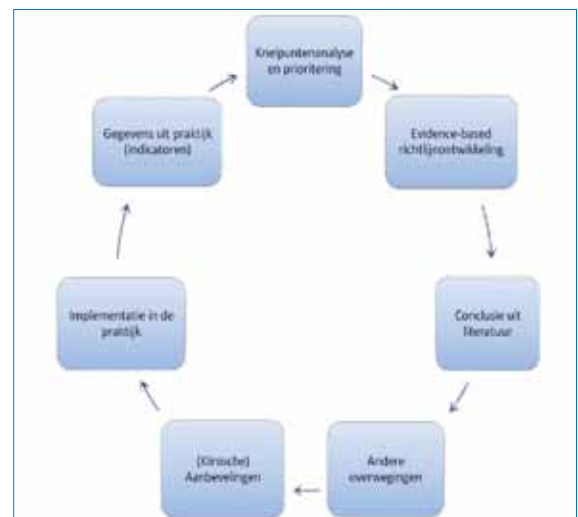 Knelpuntenanalyse
en prioritering
Evidence-based
richtlijnontwikkeling
Conclusie uit
literatuur
Andere
overwegingen
(Klinische)
Aanbevelingen
Implementatie in de
praktijk
Gegevens uit praktijk
(indicatoren)